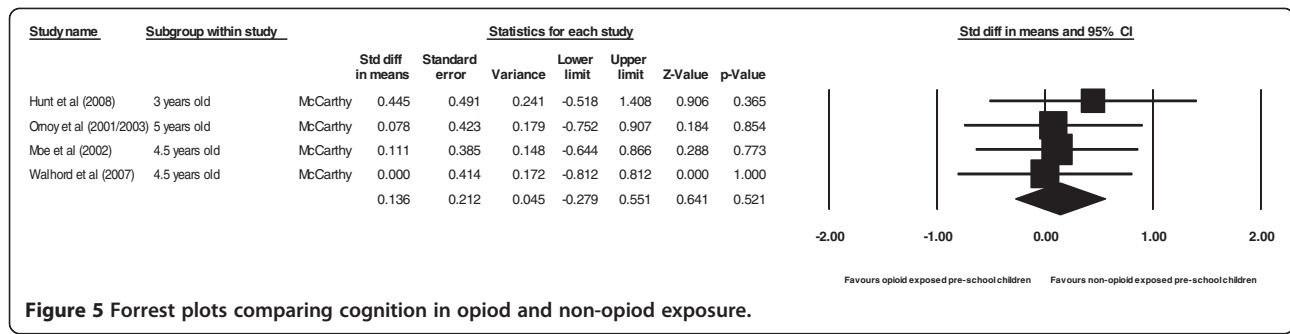 Study name Subgroup within study Statistics for each study Std diff in means and 95% CI
Std diff Standard Lower Upper
in means error Variance limit limit Z-Value p-Value
Hunt et al (2008) 3 years old McCarthy 0.445 0.491 0.241 -0.518 1.408 0.906 0.365
Ornoy et al (2001/2003) 5 years old McCarthy 0.078 0.423 0.179 -0.752 0.907 0.184 0.854
Moe et al (2002) 4.5 years old McCarthy 0.111 0.385 0.148 -0.644 0.866 0.288 0.773
Walhord et al (2007) 4.5 years old McCarthy 0.000 0.414 0.172 -0.812 0.812 0.000 1.000
0.136 0.212 0.045 -0.279 0.551 0.641 0.521
-2.00 -1.00 0.00 1.00 2.00
Favours opioid exposed pre-school children Favours non-opioid exposed pre-school children
Figure 5 Forrest plots comparing cognition in opiod and non-opiod exposure.